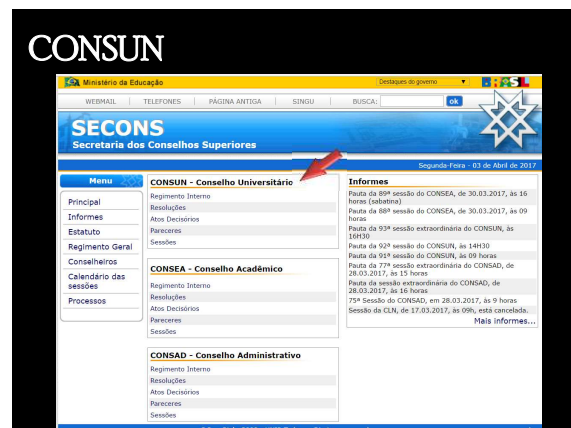 CONSUN
Ministério da Educação
Destaques do governo
WEBMAIL TELEFONES PÁGINA ANTIGA SINGU BUSCA: ok
SECONS
Secretaria dos Conselhos Superiores
Segunda-Feira - 03 de Abril de 2017
Menu
Principal
Informes
Estatuto
Regimento Geral
Conselheiros
Calendário das
sessões
Processos
CONSUN - Conselho Universitário
Regimento Interno
Resoluções
Atos Decisórios
Pareceres
Sessões
CONSEA - Conselho Acadêmico
Regimento Interno
Resoluções
Atos Decisórios
Pareceres
Sessões
CONSAD - Conselho Administrativo
Regimento Interno
Resoluções
Atos Decisórios
Pareceres
Sessões
Informes
Pauta da 89ª sessão do CONSEA, de 30.03.2017, às 16
horas (sabatina)
Pauta da 88ª sessão do CONSEA, de 30.03.2017, às 09
horas
Pauta da 93ª sessão extraordinária do CONSUN, às
16H30
Pauta da 92ª sessão do CONSUN, às 14H30
Pauta da 91ª sessão do CONSUN, às 09 horas
Pauta da 77ª sessão extraordinária do CONSAD, de
28.03.2017, às 15 horas
Pauta da sessão extraordinária do CONSAD, de
28.03.2017, às 16 horas
75ª Sessão do CONSAD, em 28.03.2017, às 9 horas
Sessão da CLN, de 17.03.2017, às 09h, está cancelada.
Mais informes...